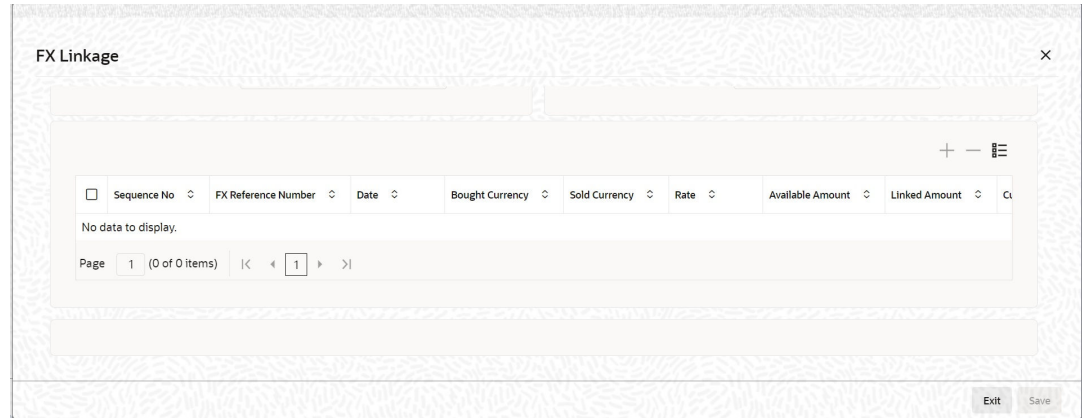 FX Linkage
Sequence No FX Reference Number Date Bought Currency Sold Currency Rate Available Amount Linked Amount
No data to display.
Page 1 (0 of 0 items) 1
Exit Save